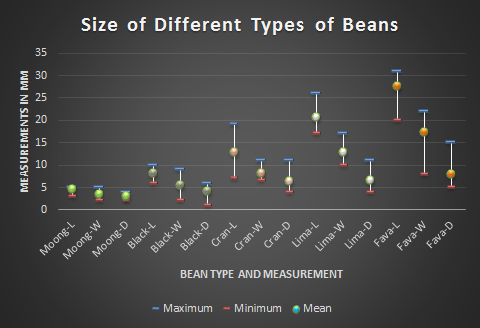 Size of Different Types of Beans
35
30
25
20
15
10
5
0
MEASUREMENTS IN MM
Moong-L
Moong-W
Moong-D
Black-L
Black-W
Black-D
Cran-L
Cran-W
Cran-D
Lima-L
Lima-W
Lima-D
Fava-L
Fava-W
Fava-D
BEAN TYPE AND MEASUREMENT
Maximum Minimum Mean